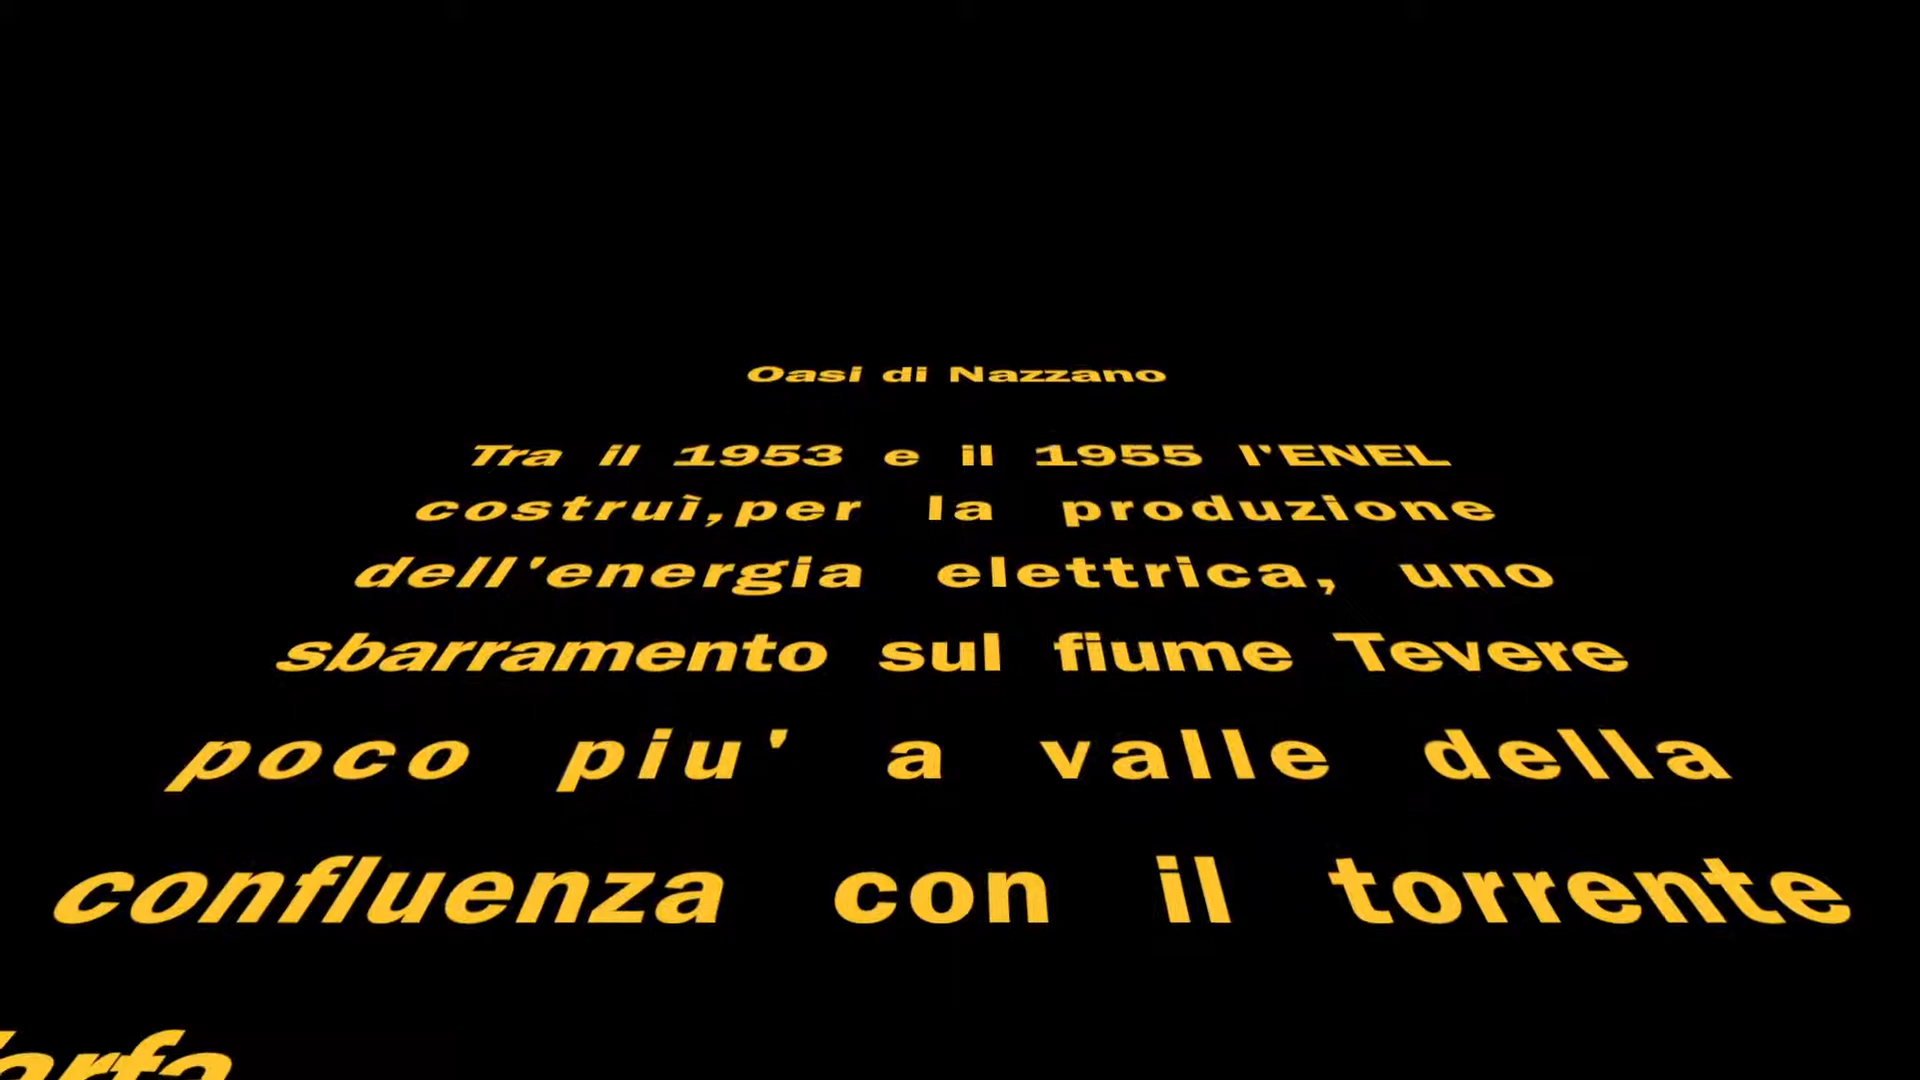 Oasi di Nazzano
Tra il 1953 e il 1955 l'ENEL
costruì,per la produzione
dell'energia elettrica, uno
sbarramento sul fiume Tevere
poco piu' a valle della
confluenza con il torrente